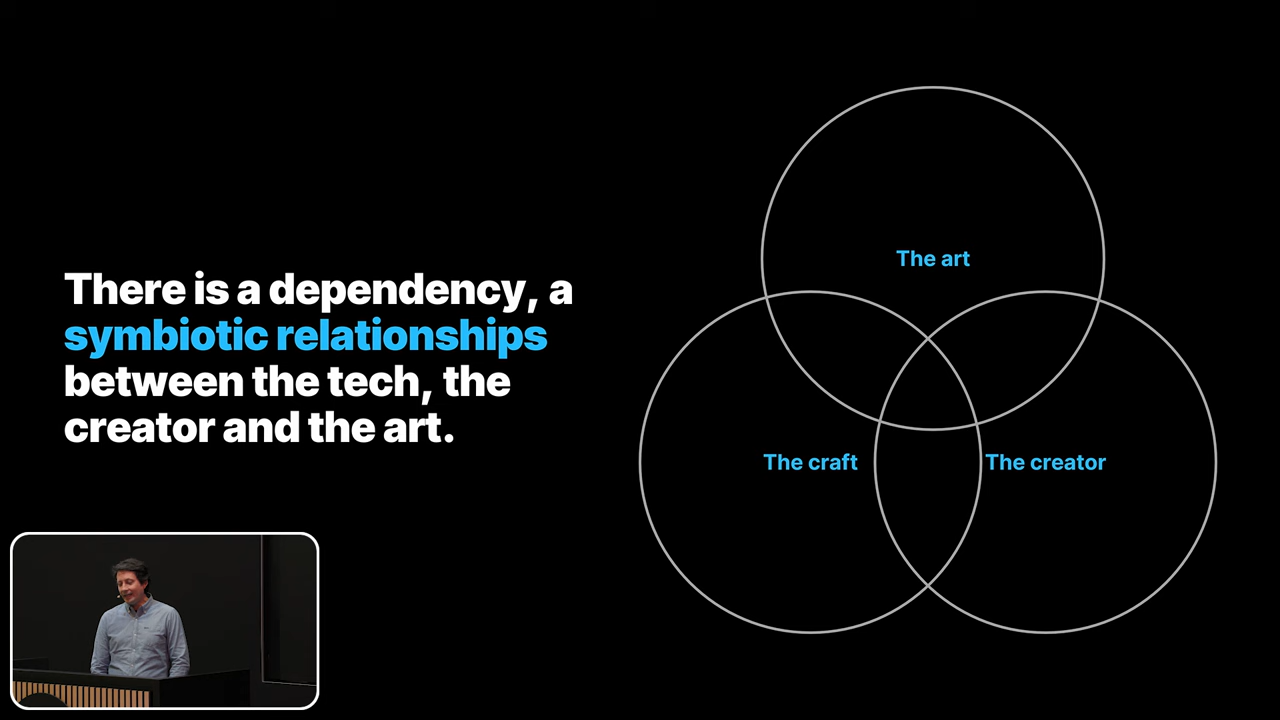 There is a dependency, a
symbiotic relationships
between the tech, the
creator and the art.
The art
The craft
The creator